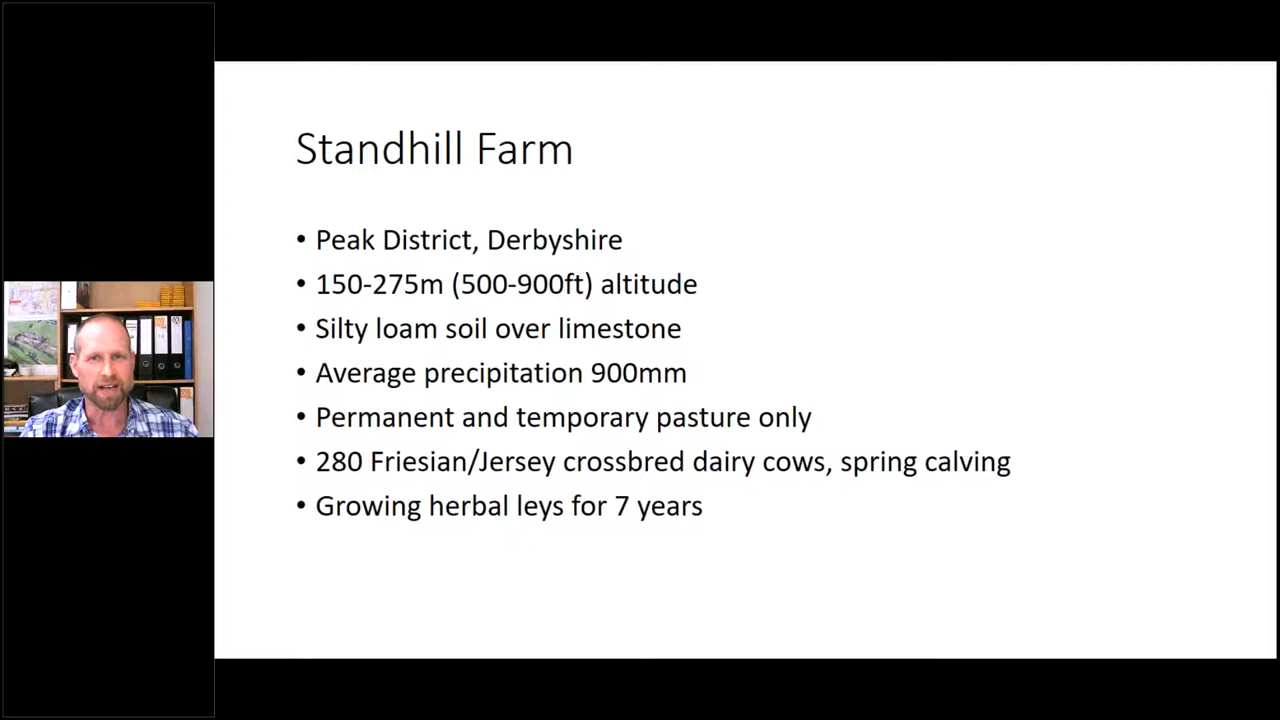 Standhill Farm
• Peak District, Derbyshire
• 150-275m (500-900ft) altitude
• Silty loam soil over limestone
• Average precipitation 900mm
• Permanent and temporary pasture only
• 280 Friesian/Jersey crossbred dairy cows, spring calving
• Growing herbal leys for 7 years